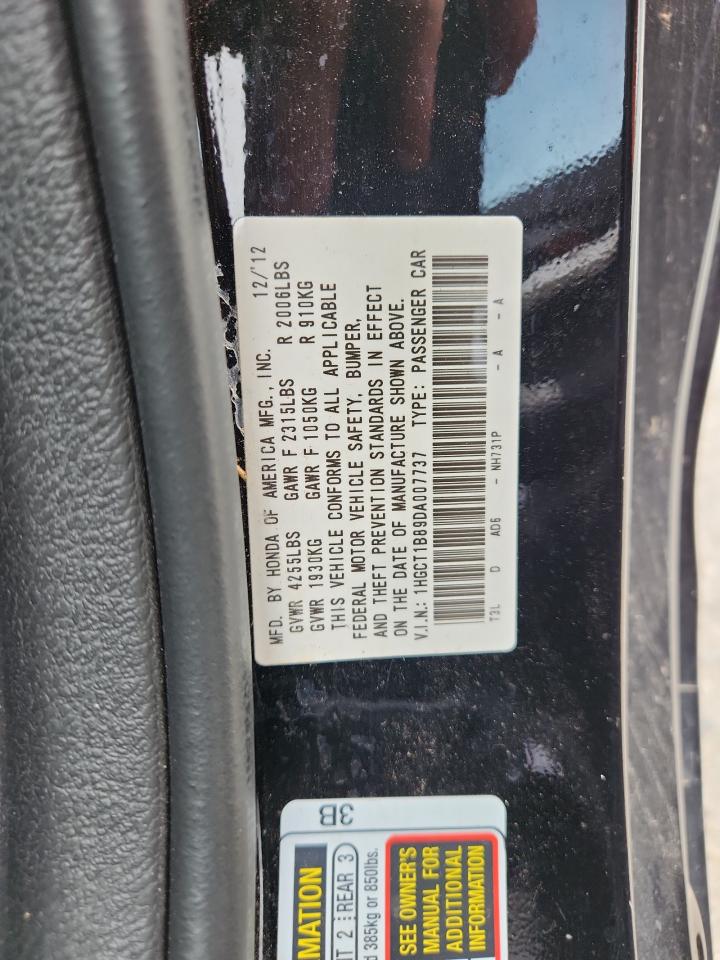 MFD. BY HONDA OF AMERICA MFG., INC. 12/'12
GVWR 4255LBS GAWR F 2315LBS R 2006LBS
GVWR 1930KG GAWR F 1050KG R 910KG
THIS VEHICLE CONFORMS TO ALL APPLICABLE
FEDERAL MOTOR VEHICLE SAFETY, BUMPER,
AND THEFT PREVENTION STANDARDS IN EFFECT
ON THE DATE OF MANUFACTURE SHOWN ABOVE.
V.I.N.: 1HGCT1B89DA007737 TYPE: PASSENGER CAR
T3L D AD6 - NH731P - A - A
3B
MATION
NT 2 REAR 3
d 385kg or 850lbs.
SEE OWNER'S
MANUAL FOR
ADDITIONAL
INFORMATION